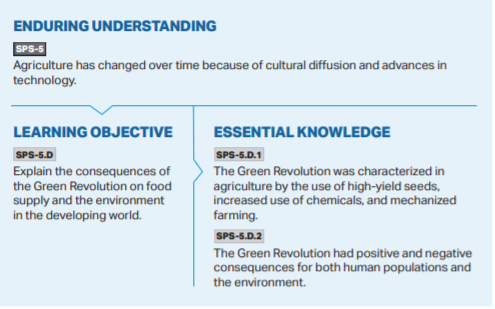 ENDURING UNDERSTANDING
SPS-5
Agriculture has changed over time because of cultural diffusion and advances in
technology.
LEARNING OBJECTIVE
SPS-5.D
Explain the consequences of
the Green Revolution on food
supply and the environment
in the developing world.
ESSENTIAL KNOWLEDGE
SPS-5.D.1
The Green Revolution was characterized in
agriculture by the use of high-yield seeds,
increased use of chemicals, and mechanized
farming.
SPS-5.D.2
The Green Revolution had positive and negative
consequences for both human populations and
the environment.